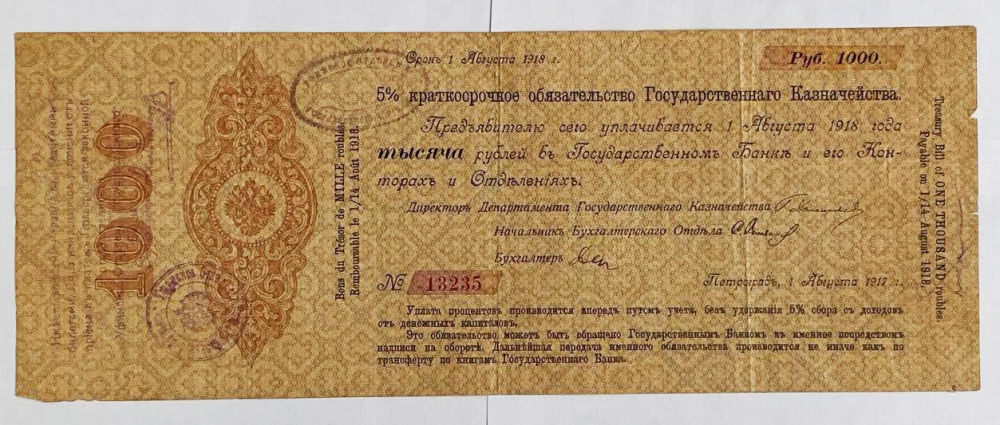 Срокъ 1 Августа 1918 г.
Руб. 1000.
5% краткосрочное обязательство Государственнаго Казначейства.
Предъявителю сего уплачивается 1 Августа 1918 года
тысяча рублей въ Государственномъ Банкѣ и его Кон-
торахъ и Отдѣленіяхъ.
Директоръ Департамента Государственнаго Казначейства
Начальникъ Бухгалтерскаго Отдѣла
Бухгалтеръ
№ 13235
Петроградъ, 1 Августа 1917 г.
Уплата процентовъ производится впередъ путемъ учета, безъ удержанія 5% сбора съ доходовъ
отъ денежныхъ капиталовъ.
Это обязательство можетъ быть обращено Государственнымъ Банкомъ въ именное посредствомъ
надписи на оборотѣ. Дальнѣйшая передача именного обязательства производится не иначе какъ по
трансферту по книгамъ Государственнаго Банка.
1000
Bons du Trésor de MILLE roubles
Remboursable le 1/14 Août 1918.
Treasury Bill of ONE THOUSAND roubles
Payable on 1/14 August 1918.